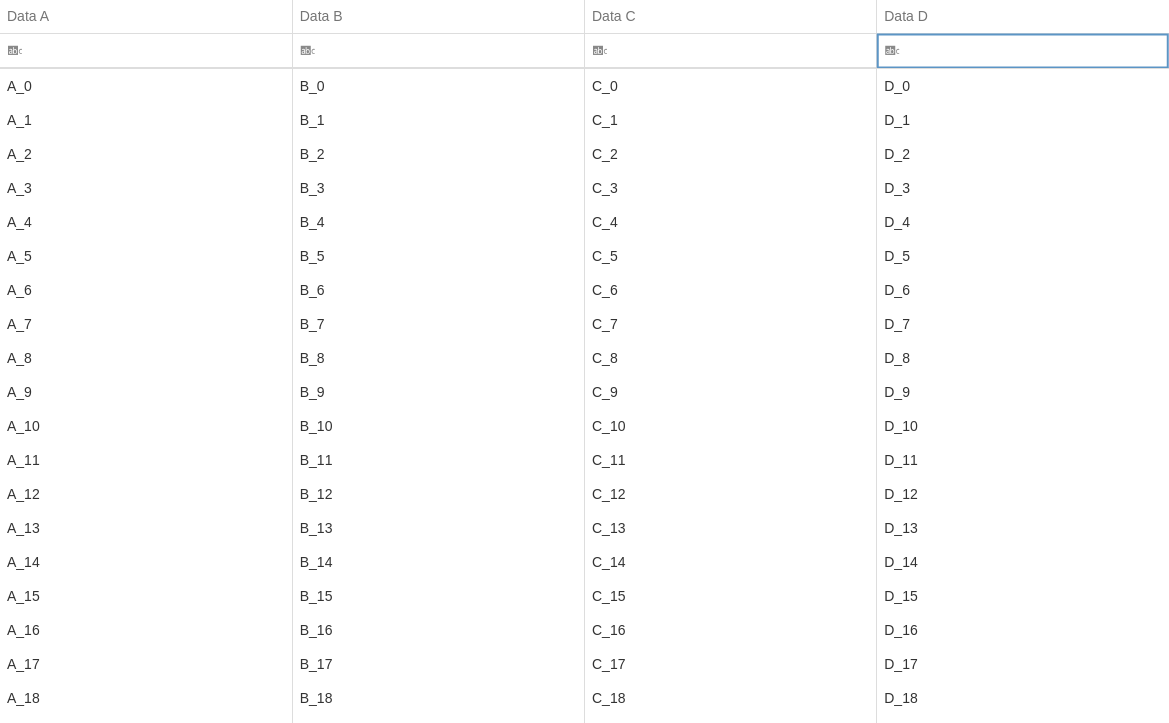 Data A Data B Data C Data D
abc abc abc abc
A_0 B_0 C_0 D_0
A_1 B_1 C_1 D_1
A_2 B_2 C_2 D_2
A_3 B_3 C_3 D_3
A_4 B_4 C_4 D_4
A_5 B_5 C_5 D_5
A_6 B_6 C_6 D_6
A_7 B_7 C_7 D_7
A_8 B_8 C_8 D_8
A_9 B_9 C_9 D_9
A_10 B_10 C_10 D_10
A_11 B_11 C_11 D_11
A_12 B_12 C_12 D_12
A_13 B_13 C_13 D_13
A_14 B_14 C_14 D_14
A_15 B_15 C_15 D_15
A_16 B_16 C_16 D_16
A_17 B_17 C_17 D_17
A_18 B_18 C_18 D_18